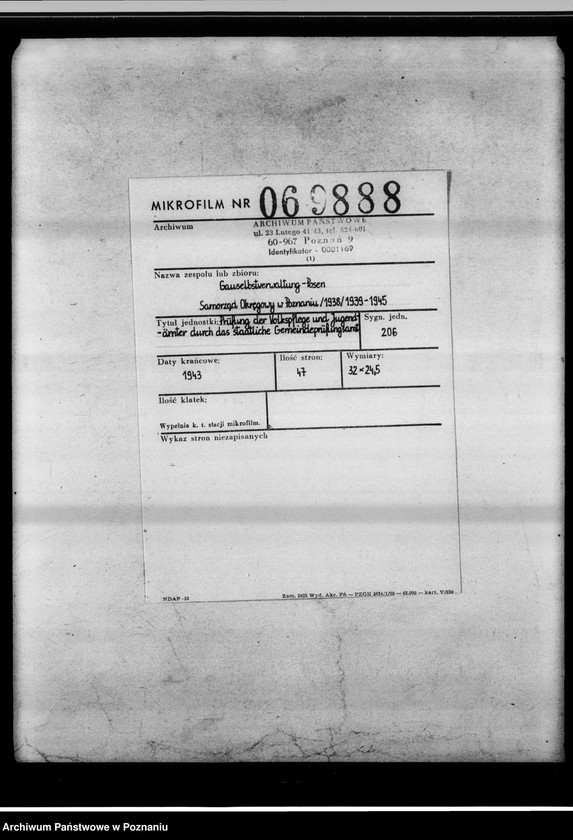 MIKROFILM NR 069888
Archiwum
ARCHIWUM PAŃSTWOWE
ul. 23 Lutego 41/43, tel. 524-601
60-967 Poznań 9
Identyfikator - 0001169
(1)
Nazwa zespołu lub zbioru:
Gauselbstverwaltung-Posen
Samorząd Okręgowy w Poznaniu /1938/1939-1945
Tytuł jednostki: Prüfung der Volkspflege und Jugend-
-ämter durch das staatliche Gemeindeprüfungsamt
Sygn. jedn.
206
Daty krańcowe:
1943
Ilość stron:
47
Wymiary:
32×24,5
Ilość klatek:
Wypełnia k. t. stacji mikrofilm.
Wykaz stron niezapisanych
NDAP-10
Archiwum Państwowe w Poznaniu